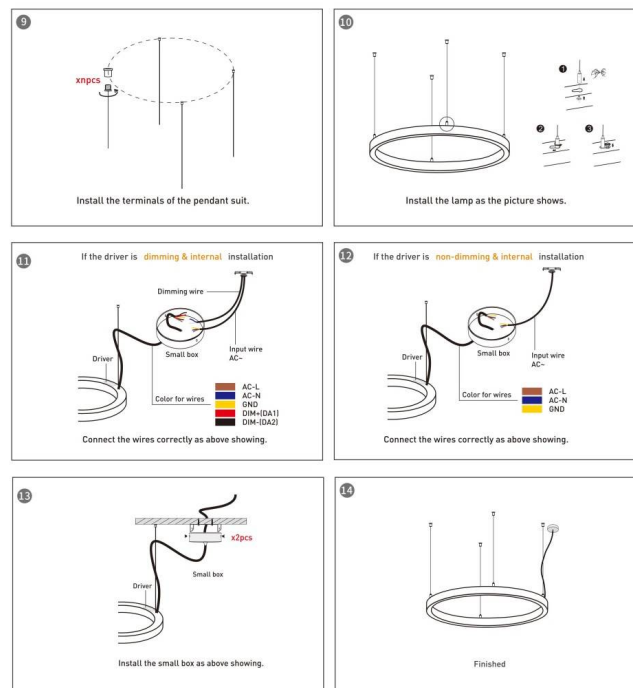 9
xnpcs
Install the terminals of the pendant suit.
10
1
2
3
Install the lamp as the picture shows.
11
If the driver is dimming & internal installation
Dimming wire
Small box
Input wire
AC~
Driver
Color for wires
AC-L
AC-N
GND
DIM+(DA1)
DIM-(DA2)
Connect the wires correctly as above showing.
12
If the driver is non-dimming & internal installation
Small box
Input wire
AC~
Driver
Color for wires
AC-L
AC-N
GND
Connect the wires correctly as above showing.
13
x2pcs
Small box
Driver
Install the small box as above showing.
14
Finished